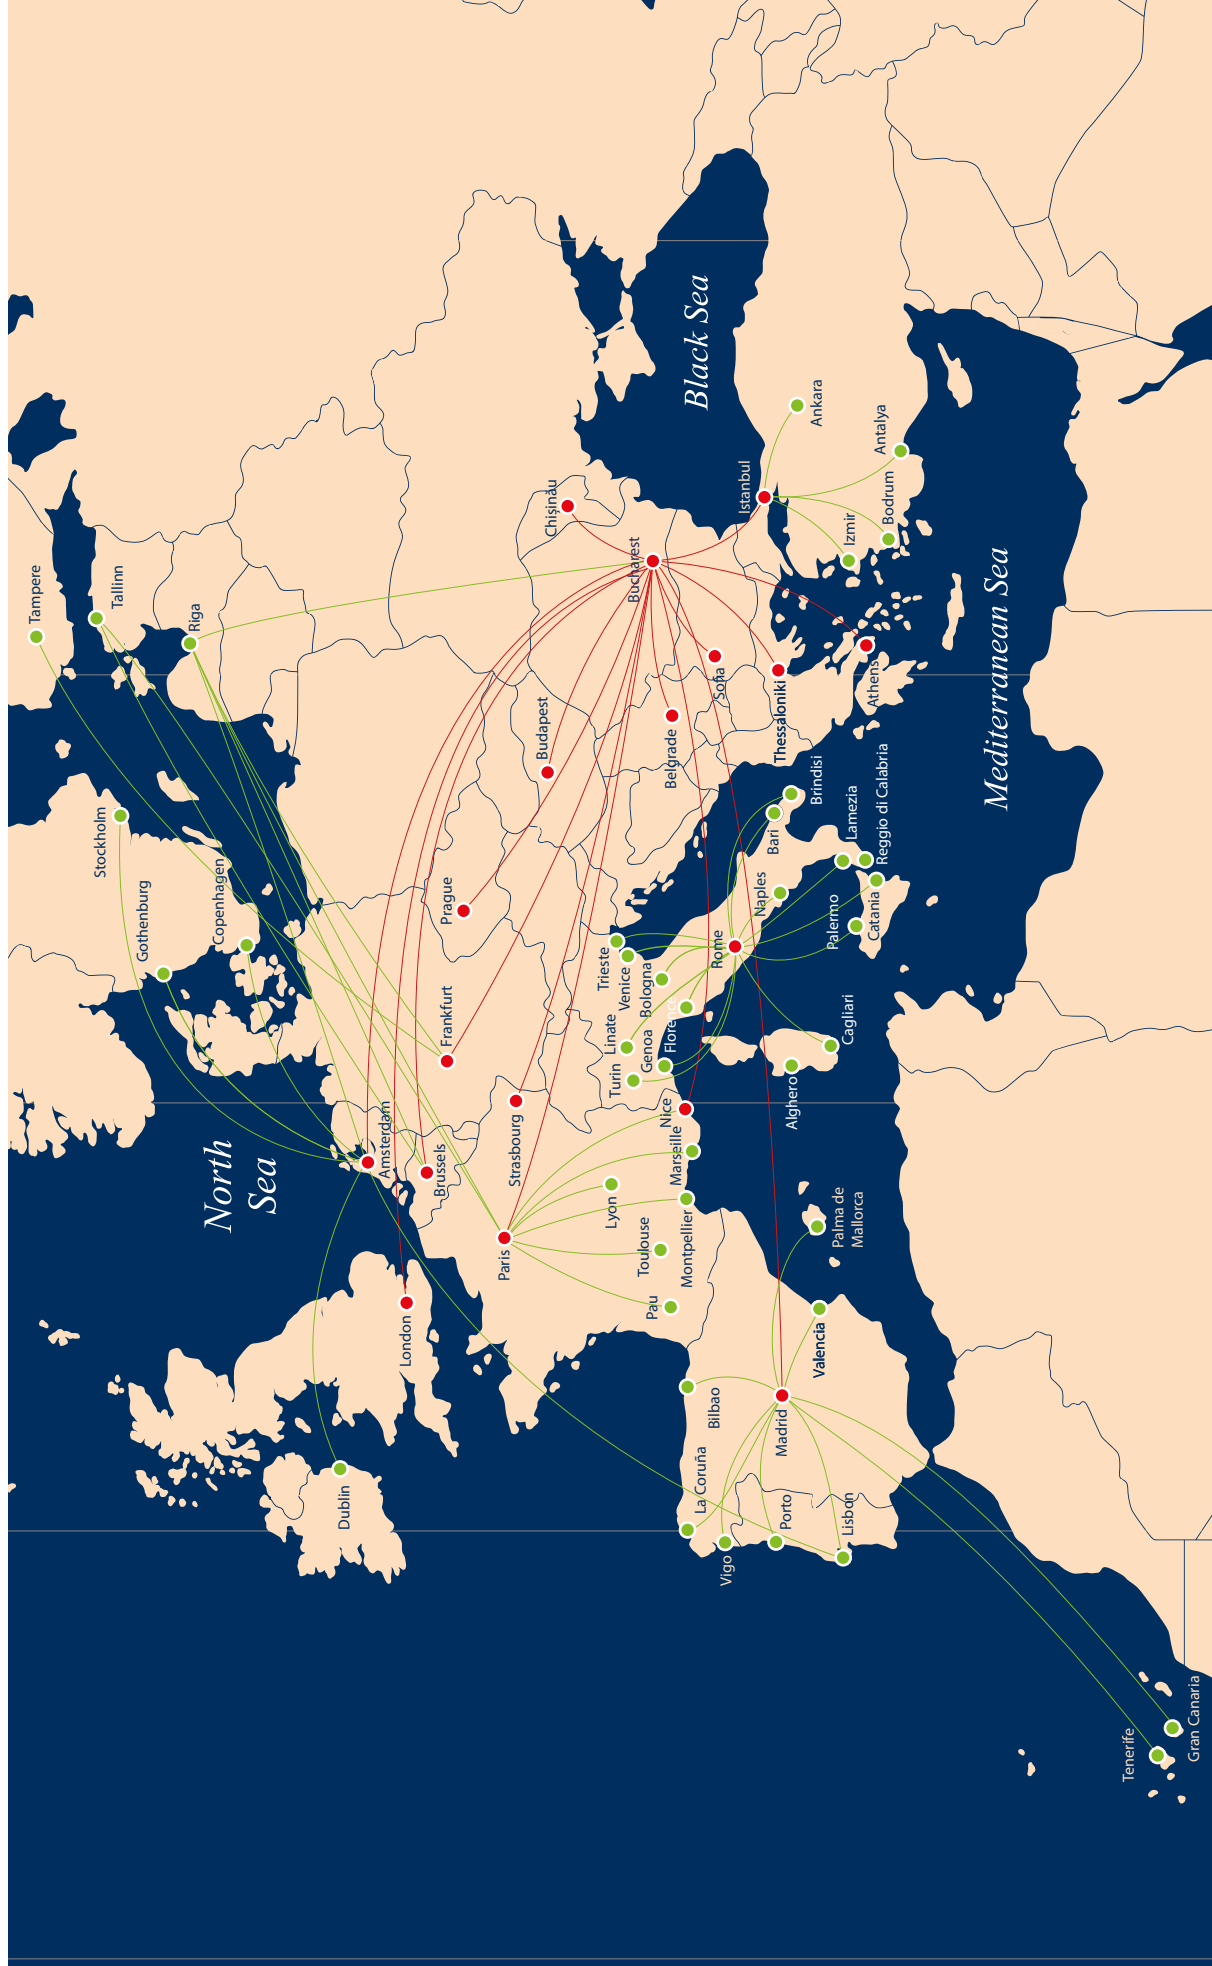 Tampere
Tallinn
Riga
Stockholm
Gothenburg
Copenhagen
North
Sea
Amsterdam
Brussels
London
Dublin
Frankfurt
Prague
Strasbourg
Paris
Budapest
Chișinău
Bucharest
Black Sea
Istanbul
Ankara
Antalya
Bodrum
Izmir
Athens
Thessaloniki
Sofia
Belgrade
Mediterranean Sea
Brindisi
Bari
Lamezia
Reggio di Calabria
Naples
Palermo
Catania
Rome
Trieste
Venice
Bologna
Florence
Linate
Genoa
Turin
Cagliari
Alghero
Nice
Marseille
Lyon
Montpellier
Toulouse
Pau
Palma de
Mallorca
Valencia
Bilbao
Madrid
La Coruña
Vigo
Porto
Lisbon
Tenerife
Gran Canaria